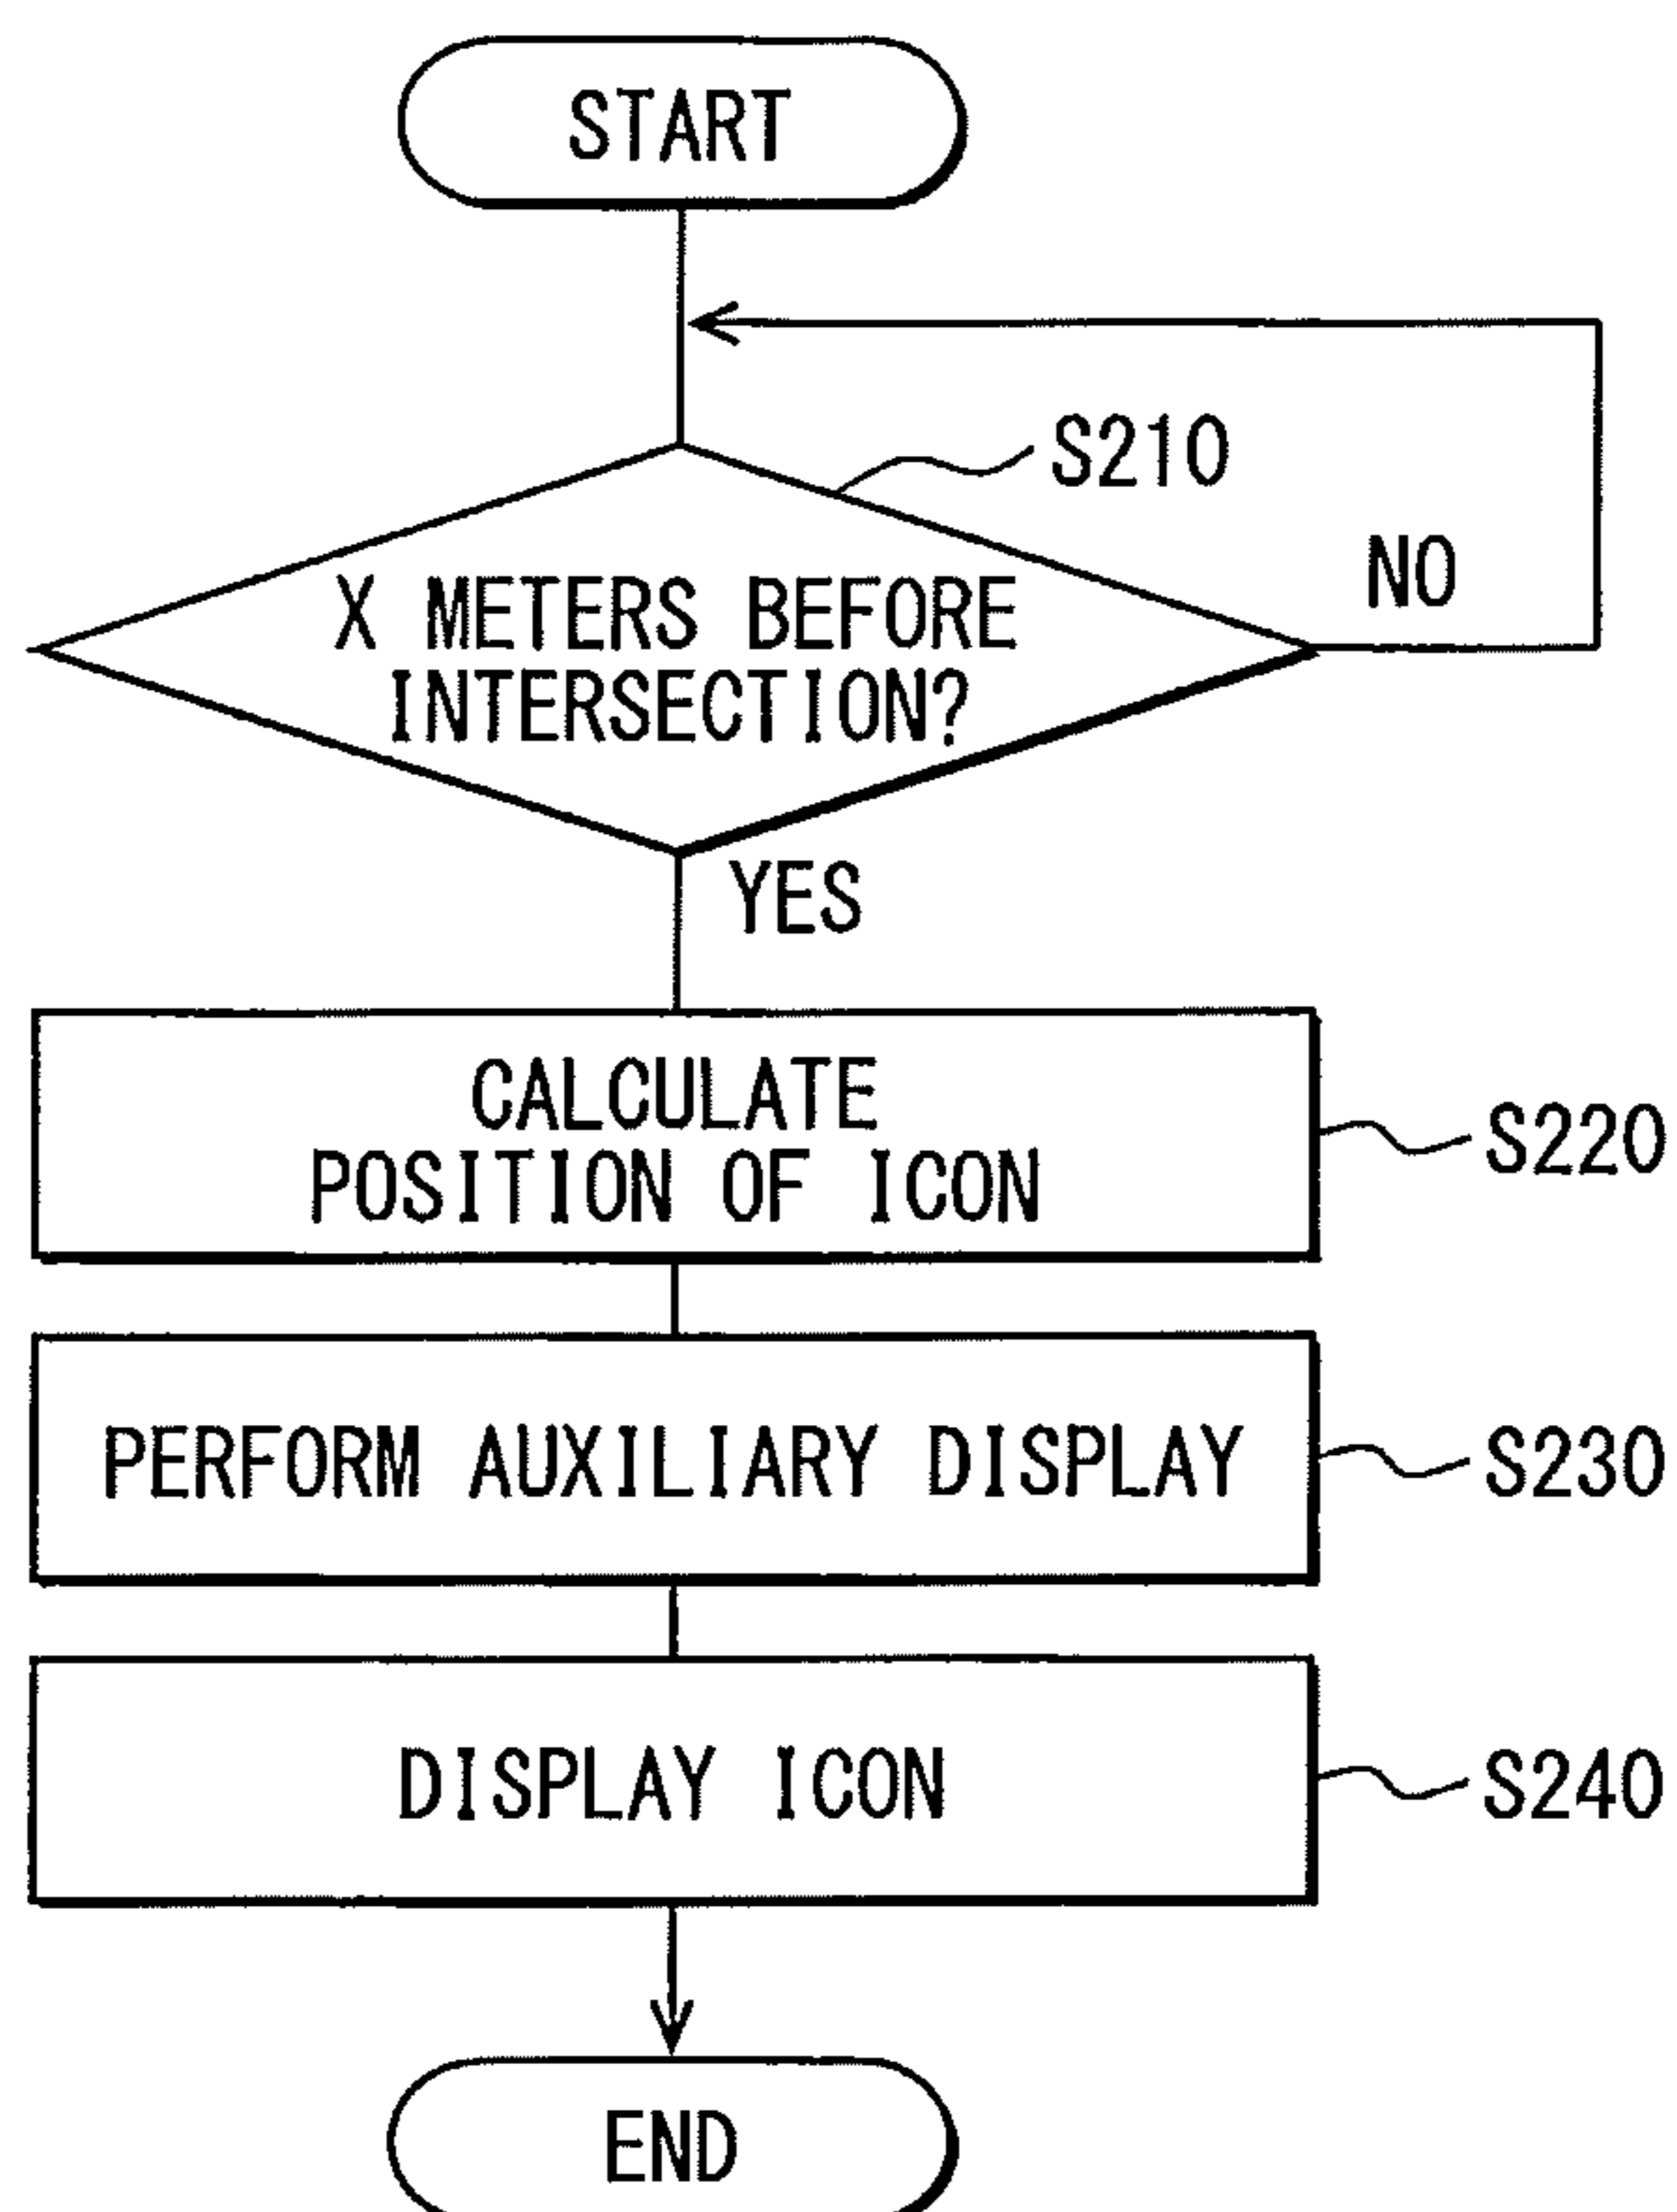 START
S210
NO
X METERS BEFORE
INTERSECTION?
YES
CALCULATE
POSITION OF ICON
S220
PERFORM AUXILIARY DISPLAY
S230
DISPLAY ICON
S240
END